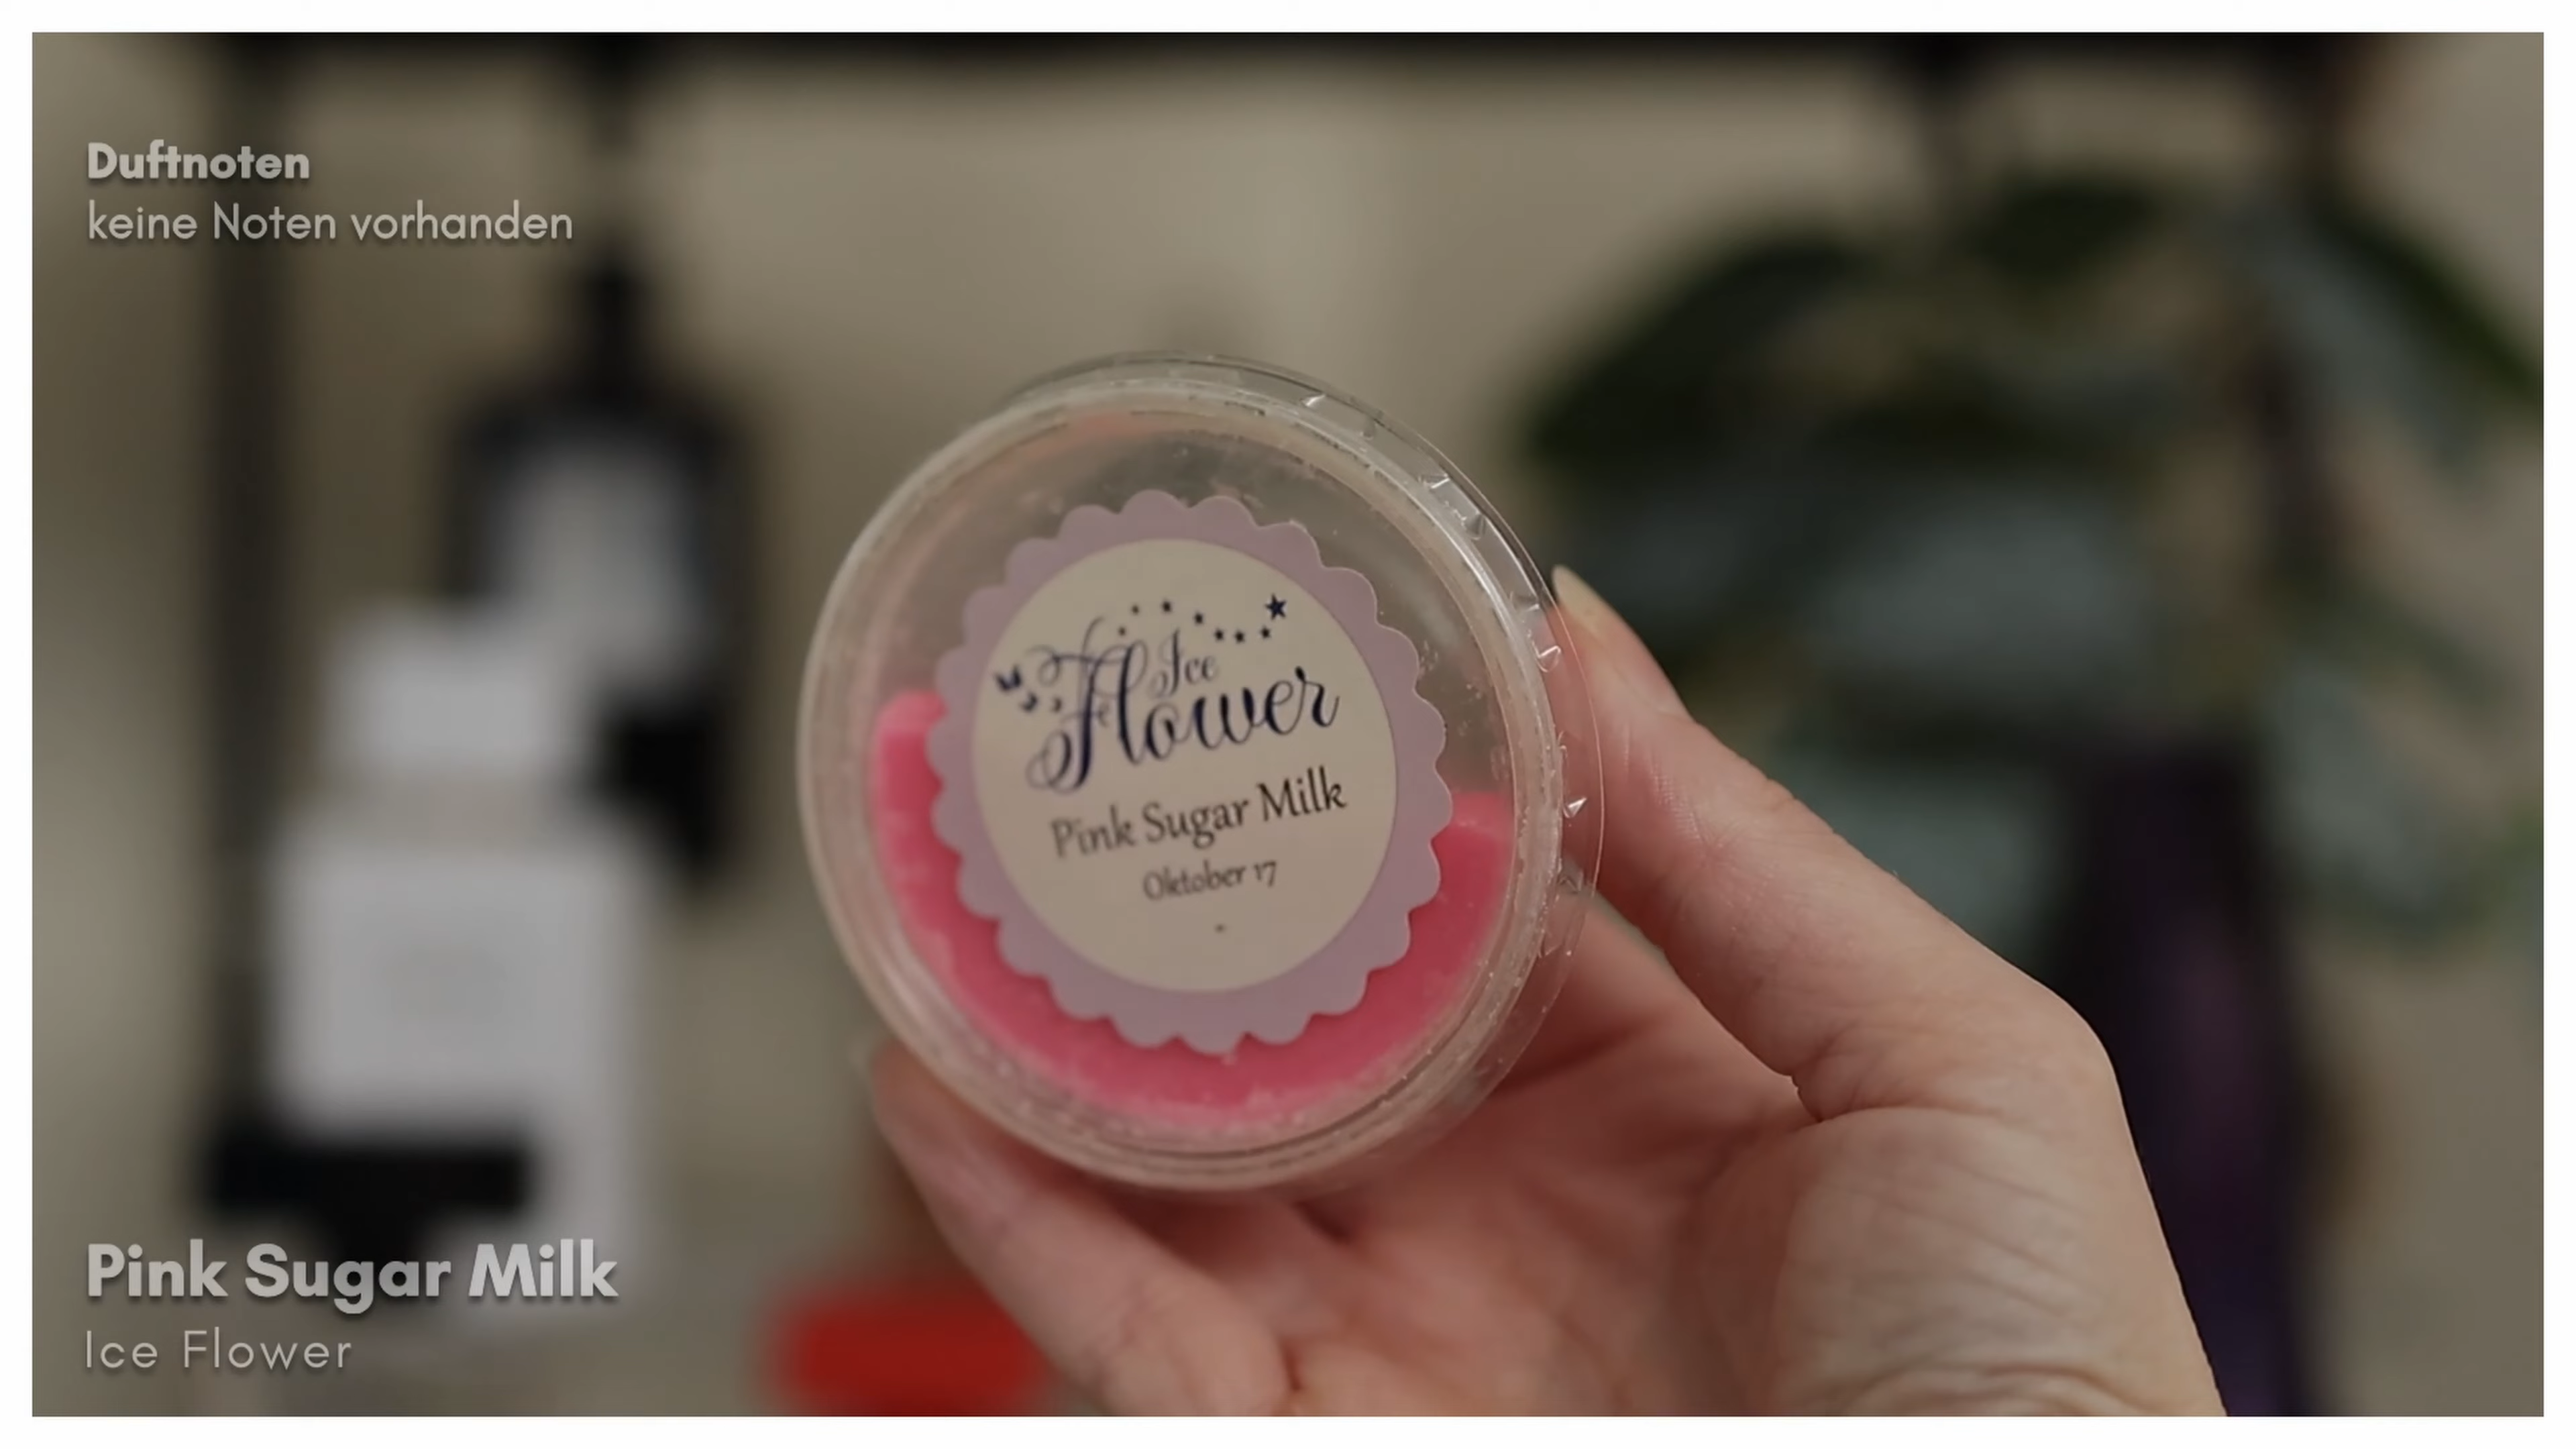 Duftnoten
keine Noten vorhanden
Ice
Flower
Pink Sugar Milk
Oktober 17
Pink Sugar Milk
Ice Flower